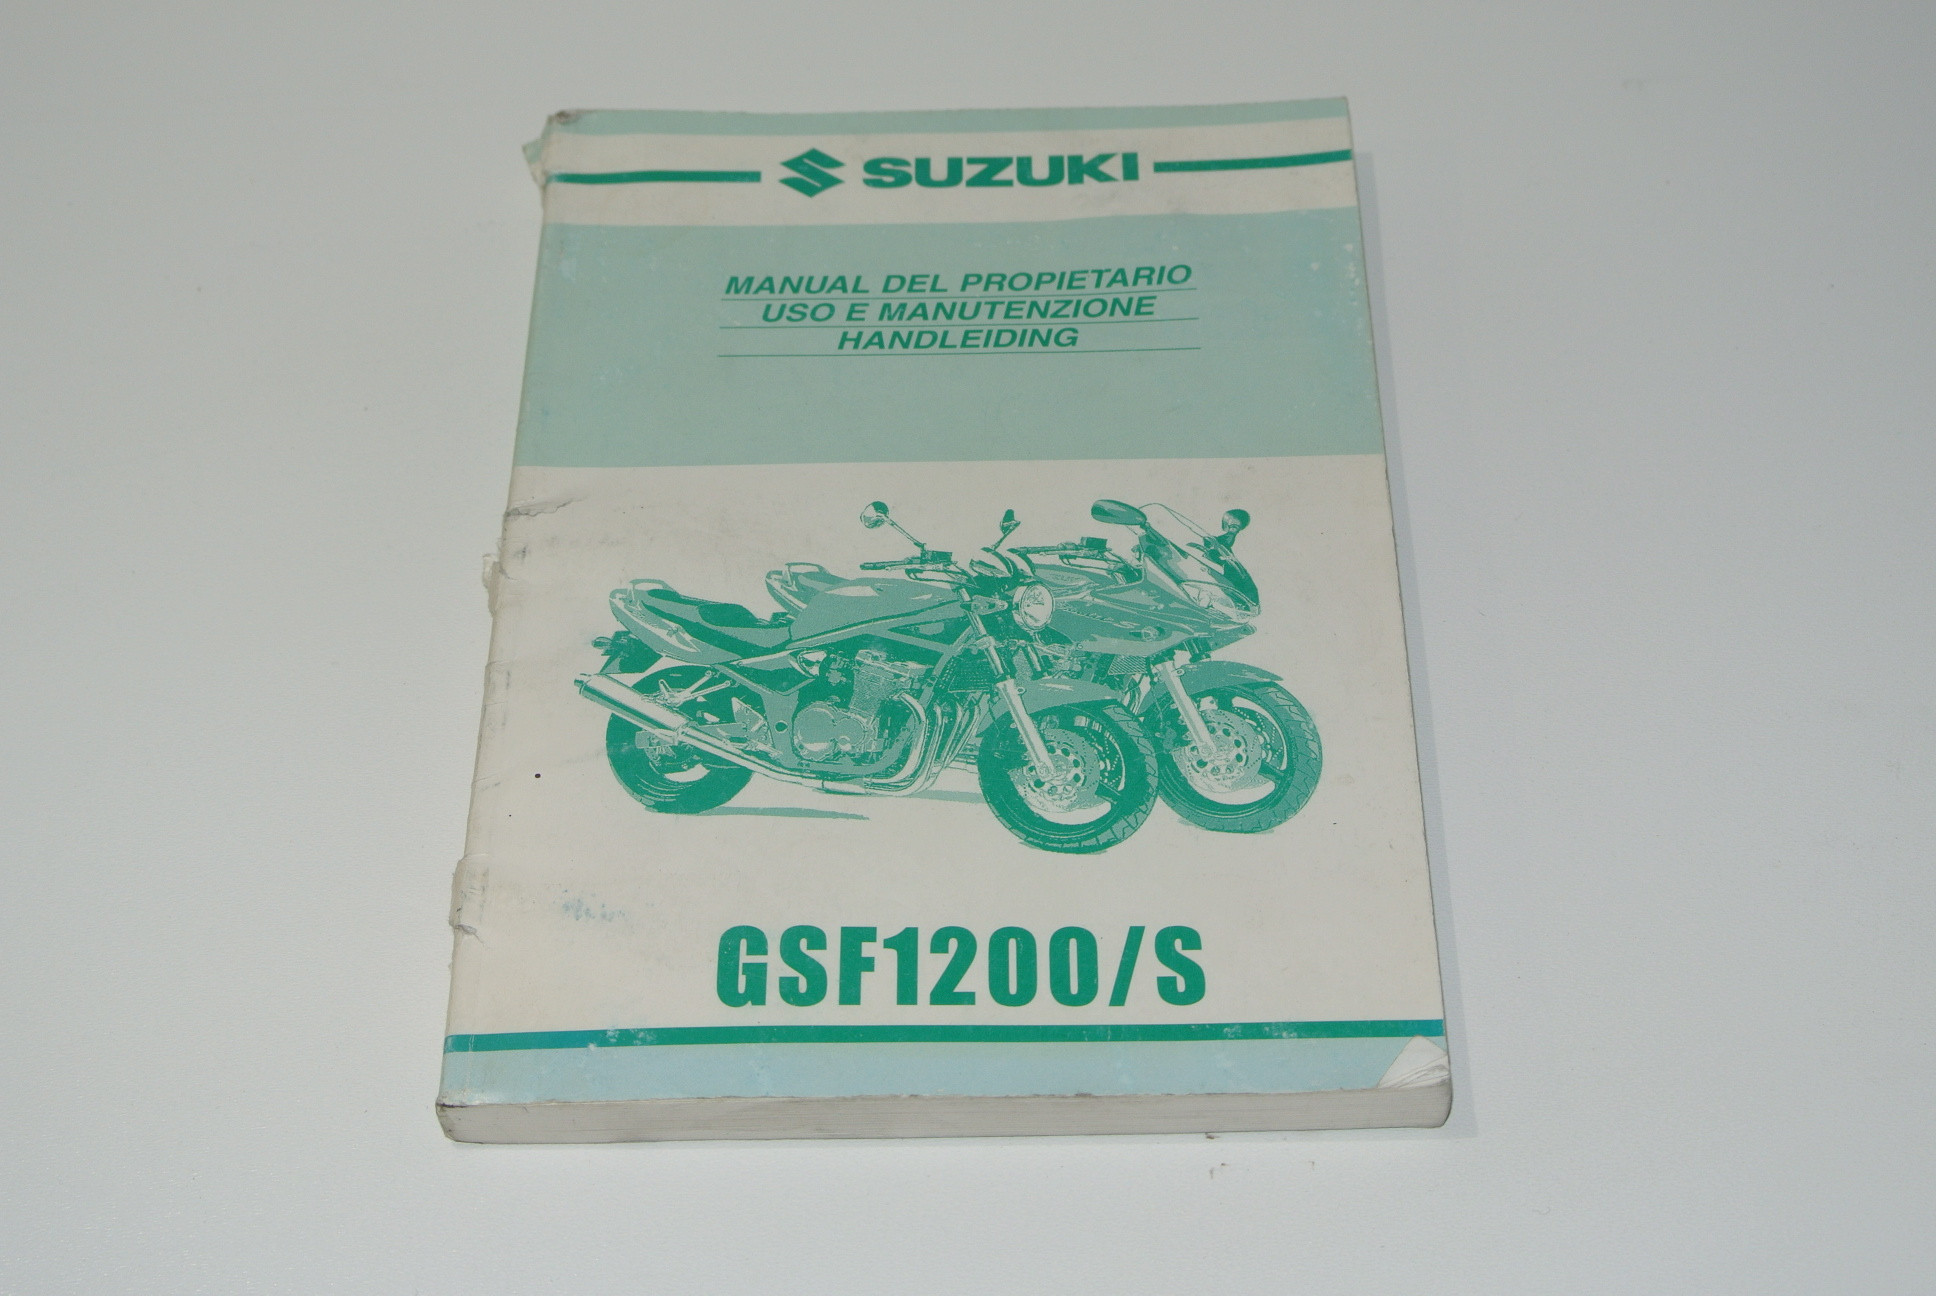 SUZUKI
MANUAL DEL PROPIETARIO
USO E MANUTENZIONE
HANDLEIDING
GSF1200/S